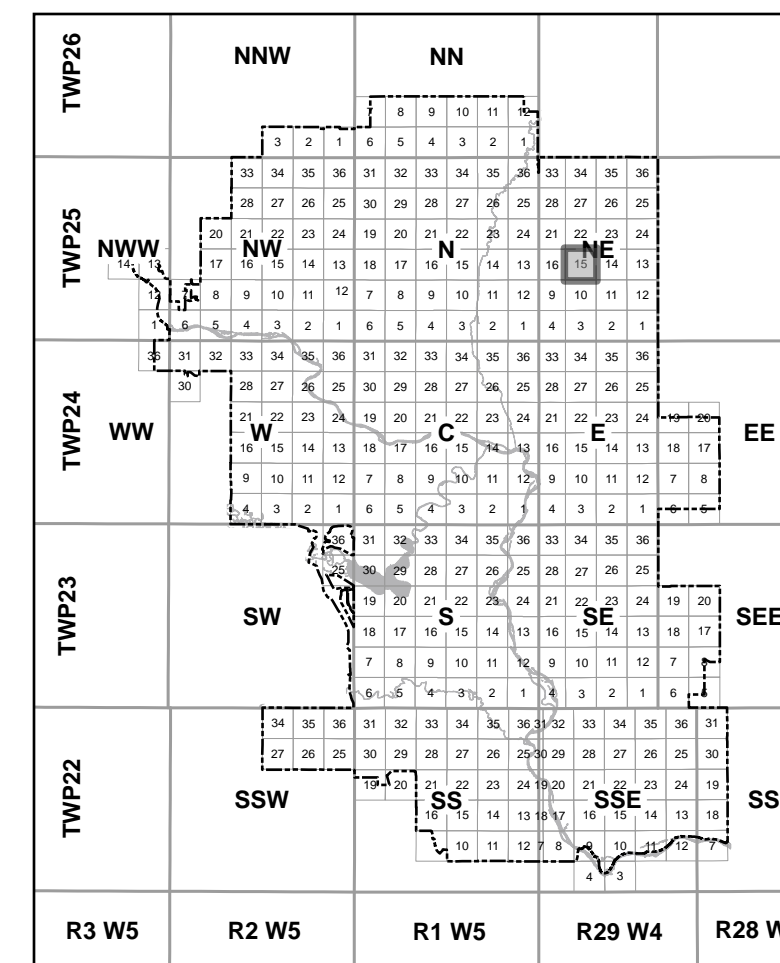 NNW NN
TWP26
7 8 9 10 11 12
3 2 1 6 5 4 3 2 1
33 34 35 36 31 32 33 34 35 36 33 34 35 36
28 27 26 25 30 29 28 27 26 25 28 27 26 25
TWP25
20 21 22 23 24 19 20 21 22 23 24 21 22 23 24
NWW NW N NE
14 13 17 16 15 14 13 18 17 16 15 14 13 16 15 14 13
12 7 8 9 10 11 12 7 8 9 10 11 12 9 10 11 12
1 6 5 4 3 2 1 6 5 4 3 2 1 4 3 2 1
36 31 32 33 34 35 36 31 32 33 34 35 36 33 34 35 36
30 28 27 26 25 30 29 28 27 26 25 28 27 26 25
TWP24
21 22 23 24 19 20 21 22 23 24 21 22 23 24 19 20
WW W C E EE
16 15 14 13 18 17 16 15 14 13 16 15 14 13 18 17
9 10 11 12 7 8 9 10 11 12 9 10 11 12 7 8
4 3 2 1 6 5 4 3 2 1 4 3 2 1 6 5
36 31 32 33 34 35 36 33 34 35 36
25 30 29 28 27 26 25 28 27 26 25
TWP23
19 20 21 22 23 24 21 22 23 24 19 20
SW S SE SEE
18 17 16 15 14 13 16 15 14 13 18 17
7 8 9 10 11 12 9 10 11 12 7 8
6 5 4 3 2 1 4 3 2 1 6 5
34 35 36 31 32 33 34 35 36 31 32 33 34 35 36 31
27 26 25 30 29 28 27 26 25 30 29 28 27 26 25 30
TWP22
19 20 21 22 23 24 19 20 21 22 23 24 19
SSW SS SSE SS
16 15 14 13 18 17 16 15 14 13 18
10 11 12 7 8 9 10 11 12 7
4 3
R3 W5 R2 W5 R1 W5 R29 W4 R28 W